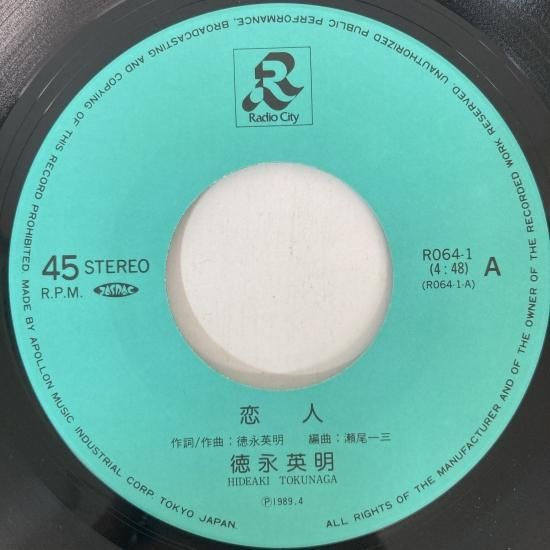 ALL RIGHTS OF THE MANUFACTURER AND OF THE OWNER OF THE RECORDED WORK RESERVED UNAUTHORIZED PUBLIC PERFORMANCE. BROADCASTING AND COPYING OF THIS RECORD PROHIBITED. MADE BY APOLLON MUSIC INDUSTRIAL CORP. TOKYO JAPAN.
R
Radio City
45 STEREO
R.P.M. JASRAC
R064-1
(4:48)
(R064-1-A)
A
恋 人
作詞/作曲:徳永英明 編曲:瀬尾一三
徳永英明
HIDEAKI TOKUNAGA
Ⓟ1989.4